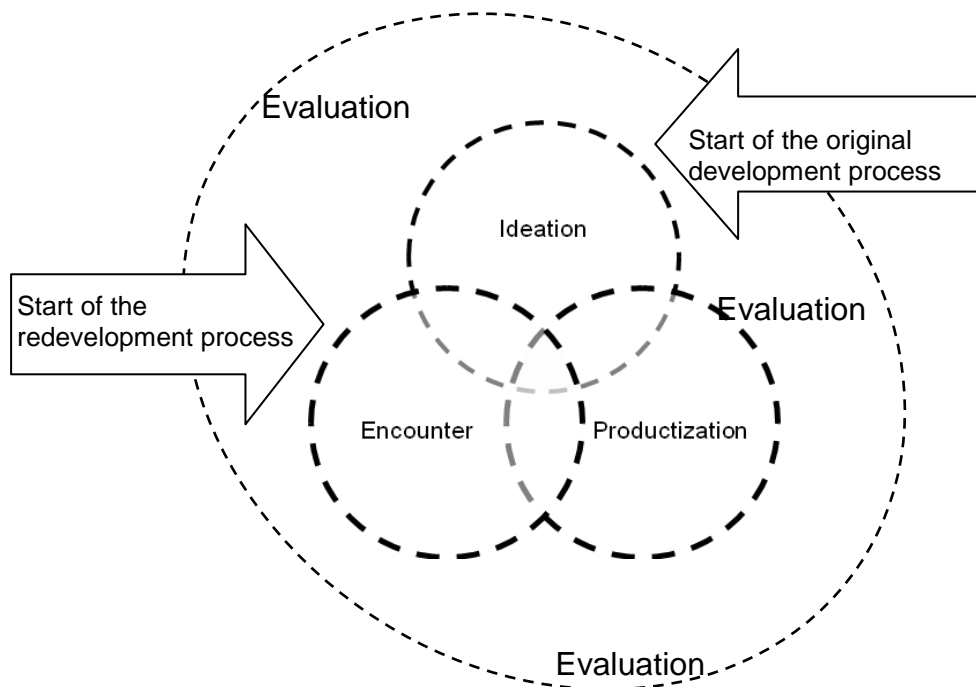 Evaluation
Start of the original
development process
Ideation
Start of the
redevelopment process
Evaluation
Encounter
Productization
Evaluation